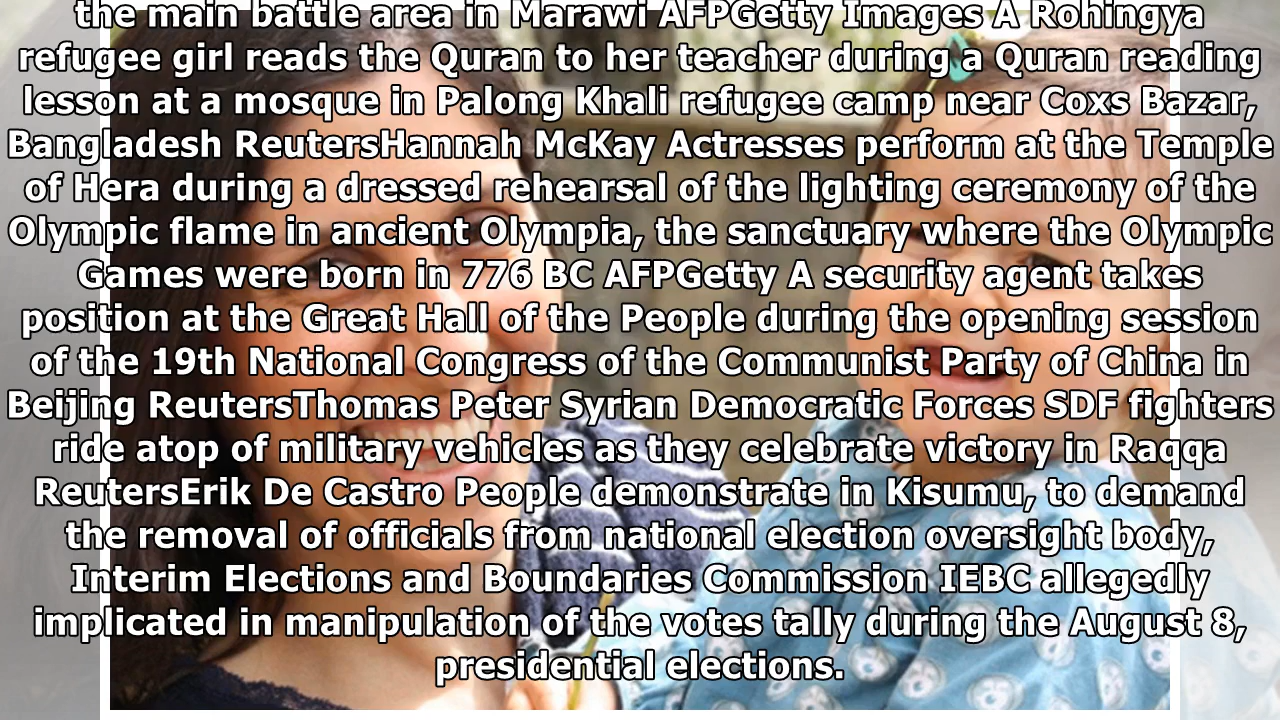 the main battle area in Marawi AFPGetty Images A Rohingya
refugee girl reads the Quran to her teacher during a Quran reading
lesson at a mosque in Palong Khali refugee camp near Coxs Bazar,
Bangladesh ReutersHannah McKay Actresses perform at the Temple
of Hera during a dressed rehearsal of the lighting ceremony of the
Olympic flame in ancient Olympia, the sanctuary where the Olympic
Games were born in 776 BC AFPGetty A security agent takes
position at the Great Hall of the People during the opening session
of the 19th National Congress of the Communist Party of China in
Beijing ReutersThomas Peter Syrian Democratic Forces SDF fighters
ride atop of military vehicles as they celebrate victory in Raqqa
ReutersErik De Castro People demonstrate in Kisumu, to demand
the removal of officials from national election oversight body,
Interim Elections and Boundaries Commission IEBC allegedly
implicated in manipulation of the votes tally during the August 8,
presidential elections.